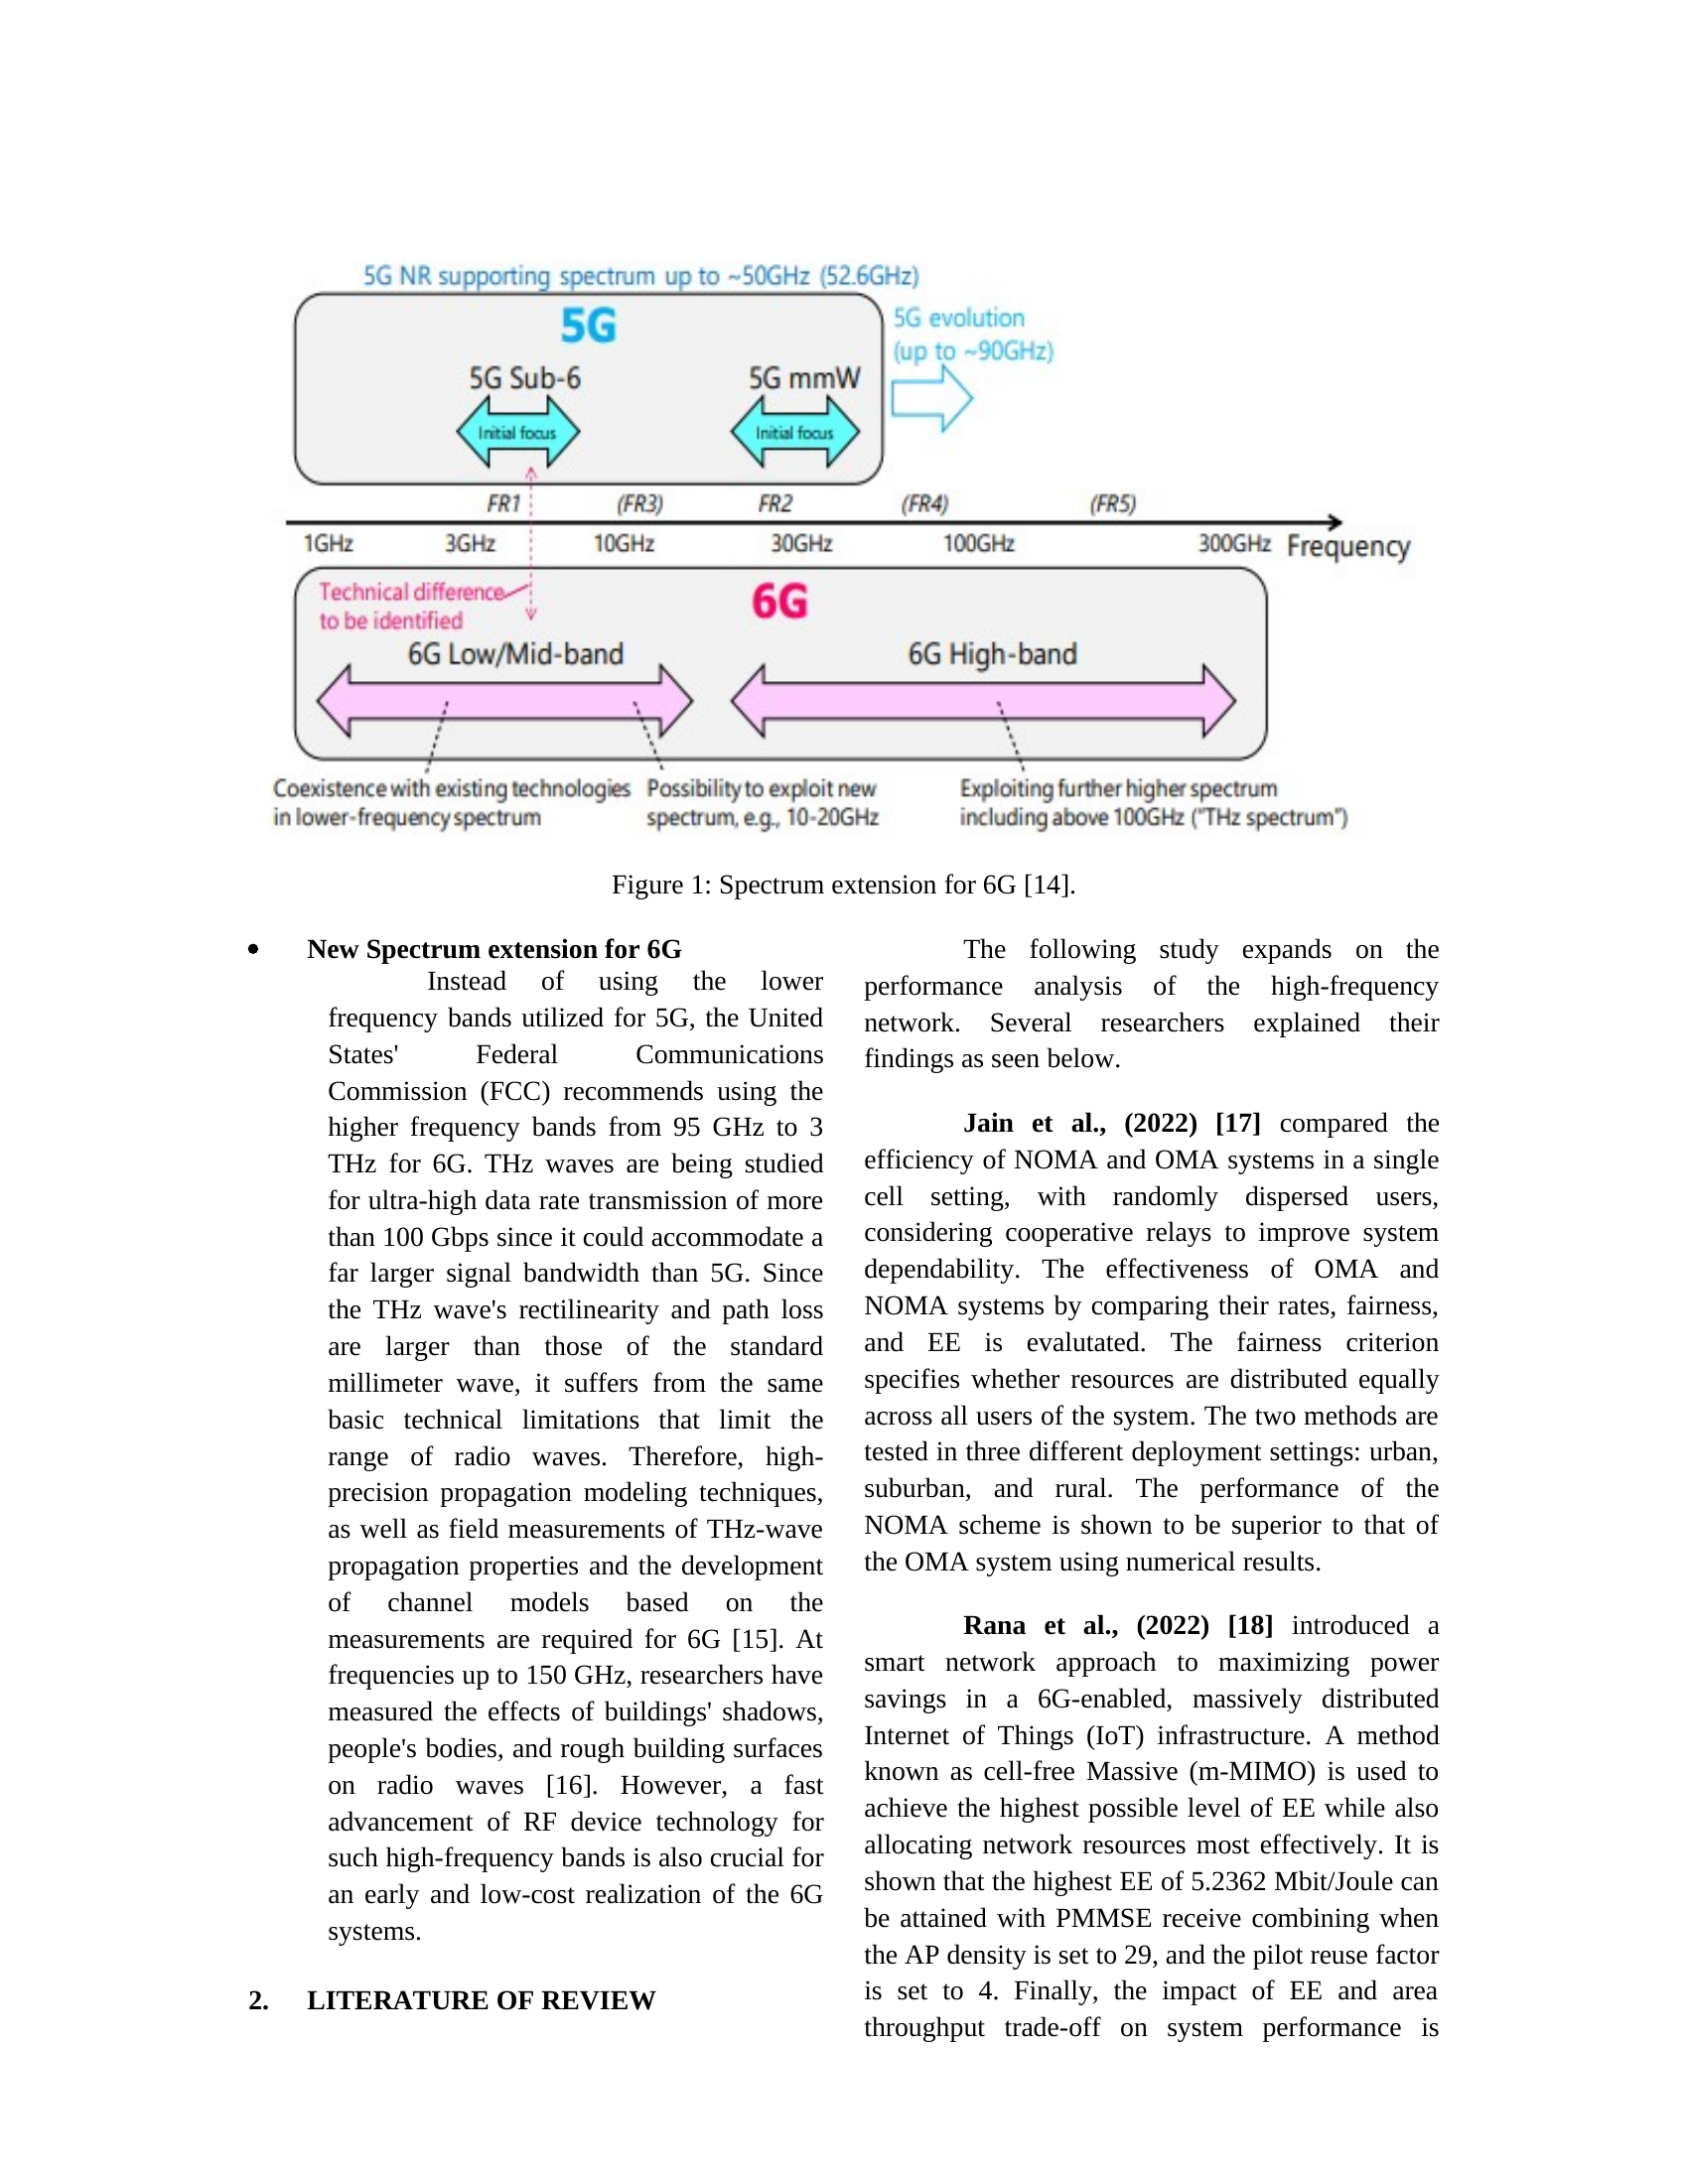 5G NR supporting spectrum up to ~50GHz (52.6GHz)
5G
5G evolution
(up to ~90GHz)
5G Sub-6
5G mmW
Initial focus
Initial focus
FR1
(FR3)
FR2
(FR4)
(FR5)
1GHz
3GHz
10GHz
30GHz
100GHz
300GHz
Frequency
Technical difference
to be identified
6G
6G Low/Mid-band
6G High-band
Coexistence with existing technologies
in lower-frequency spectrum
Possibility to exploit new
spectrum, e.g., 10-20GHz
Exploiting further higher spectrum
including above 100GHz ("THz spectrum")
Figure 1: Spectrum extension for 6G [14].
• New Spectrum extension for 6G
Instead of using the lower
frequency bands utilized for 5G, the United
States' Federal Communications
Commission (FCC) recommends using the
higher frequency bands from 95 GHz to 3
THz for 6G. THz waves are being studied
for ultra-high data rate transmission of more
than 100 Gbps since it could accommodate a
far larger signal bandwidth than 5G. Since
the THz wave's rectilinearity and path loss
are larger than those of the standard
millimeter wave, it suffers from the same
basic technical limitations that limit the
range of radio waves. Therefore, high-
precision propagation modeling techniques,
as well as field measurements of THz-wave
propagation properties and the development
of channel models based on the
measurements are required for 6G [15]. At
frequencies up to 150 GHz, researchers have
measured the effects of buildings' shadows,
people's bodies, and rough building surfaces
on radio waves [16]. However, a fast
advancement of RF device technology for
such high-frequency bands is also crucial for
an early and low-cost realization of the 6G
systems.
2. LITERATURE OF REVIEW
The following study expands on the
performance analysis of the high-frequency
network. Several researchers explained their
findings as seen below.
Jain et al., (2022) [17] compared the
efficiency of NOMA and OMA systems in a single
cell setting, with randomly dispersed users,
considering cooperative relays to improve system
dependability. The effectiveness of OMA and
NOMA systems by comparing their rates, fairness,
and EE is evalutated. The fairness criterion
specifies whether resources are distributed equally
across all users of the system. The two methods are
tested in three different deployment settings: urban,
suburban, and rural. The performance of the
NOMA scheme is shown to be superior to that of
the OMA system using numerical results.
Rana et al., (2022) [18] introduced a
smart network approach to maximizing power
savings in a 6G-enabled, massively distributed
Internet of Things (IoT) infrastructure. A method
known as cell-free Massive (m-MIMO) is used to
achieve the highest possible level of EE while also
allocating network resources most effectively. It is
shown that the highest EE of 5.2362 Mbit/Joule can
be attained with PMMSE receive combining when
the AP density is set to 29, and the pilot reuse factor
is set to 4. Finally, the impact of EE and area
throughput trade-off on system performance is